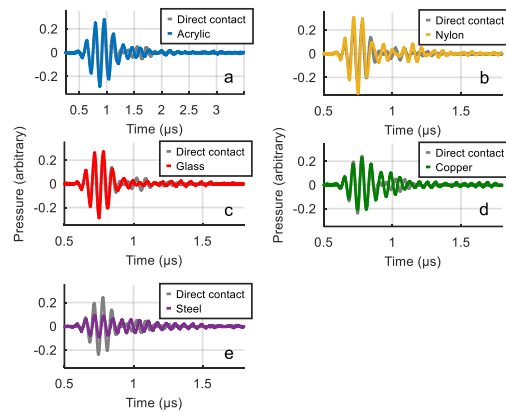 Direct contact
Acrylic
0.2
0
-0.2
a
0.5 1 1.5 2 2.5 3
Time (µs)
Direct contact
Nylon
0.2
0
-0.2
b
0.5 1 1.5
Time (µs)
Pressure (arbitrary)
Direct contact
Glass
0.2
0
-0.2
c
0.5 1 1.5
Time (µs)
Pressure (arbitrary)
Direct contact
Copper
0.2
0
-0.2
d
0.5 1 1.5
Time (µs)
Direct contact
Steel
0.2
0
-0.2
e
0.5 1 1.5
Time (µs)